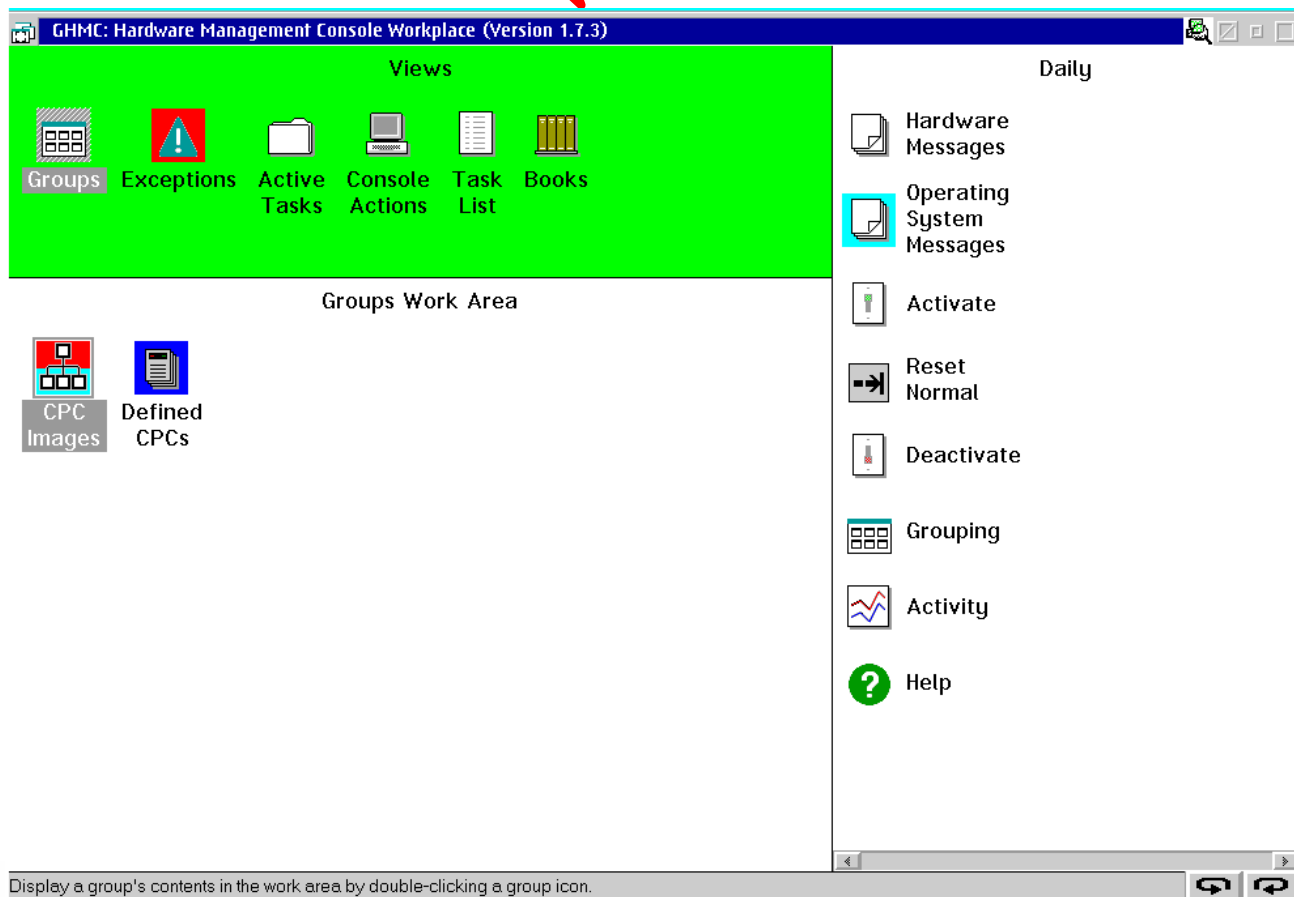 GHMC: Hardware Management Console Workplace (Version 1.7.3)
Views
Groups
Exceptions
Active
Tasks
Console
Actions
Task
List
Books
Groups Work Area
CPC
Images
Defined
CPCs
Daily
Hardware
Messages
Operating
System
Messages
Activate
Reset
Normal
Deactivate
Grouping
Activity
Help
Display a group's contents in the work area by double-clicking a group icon.